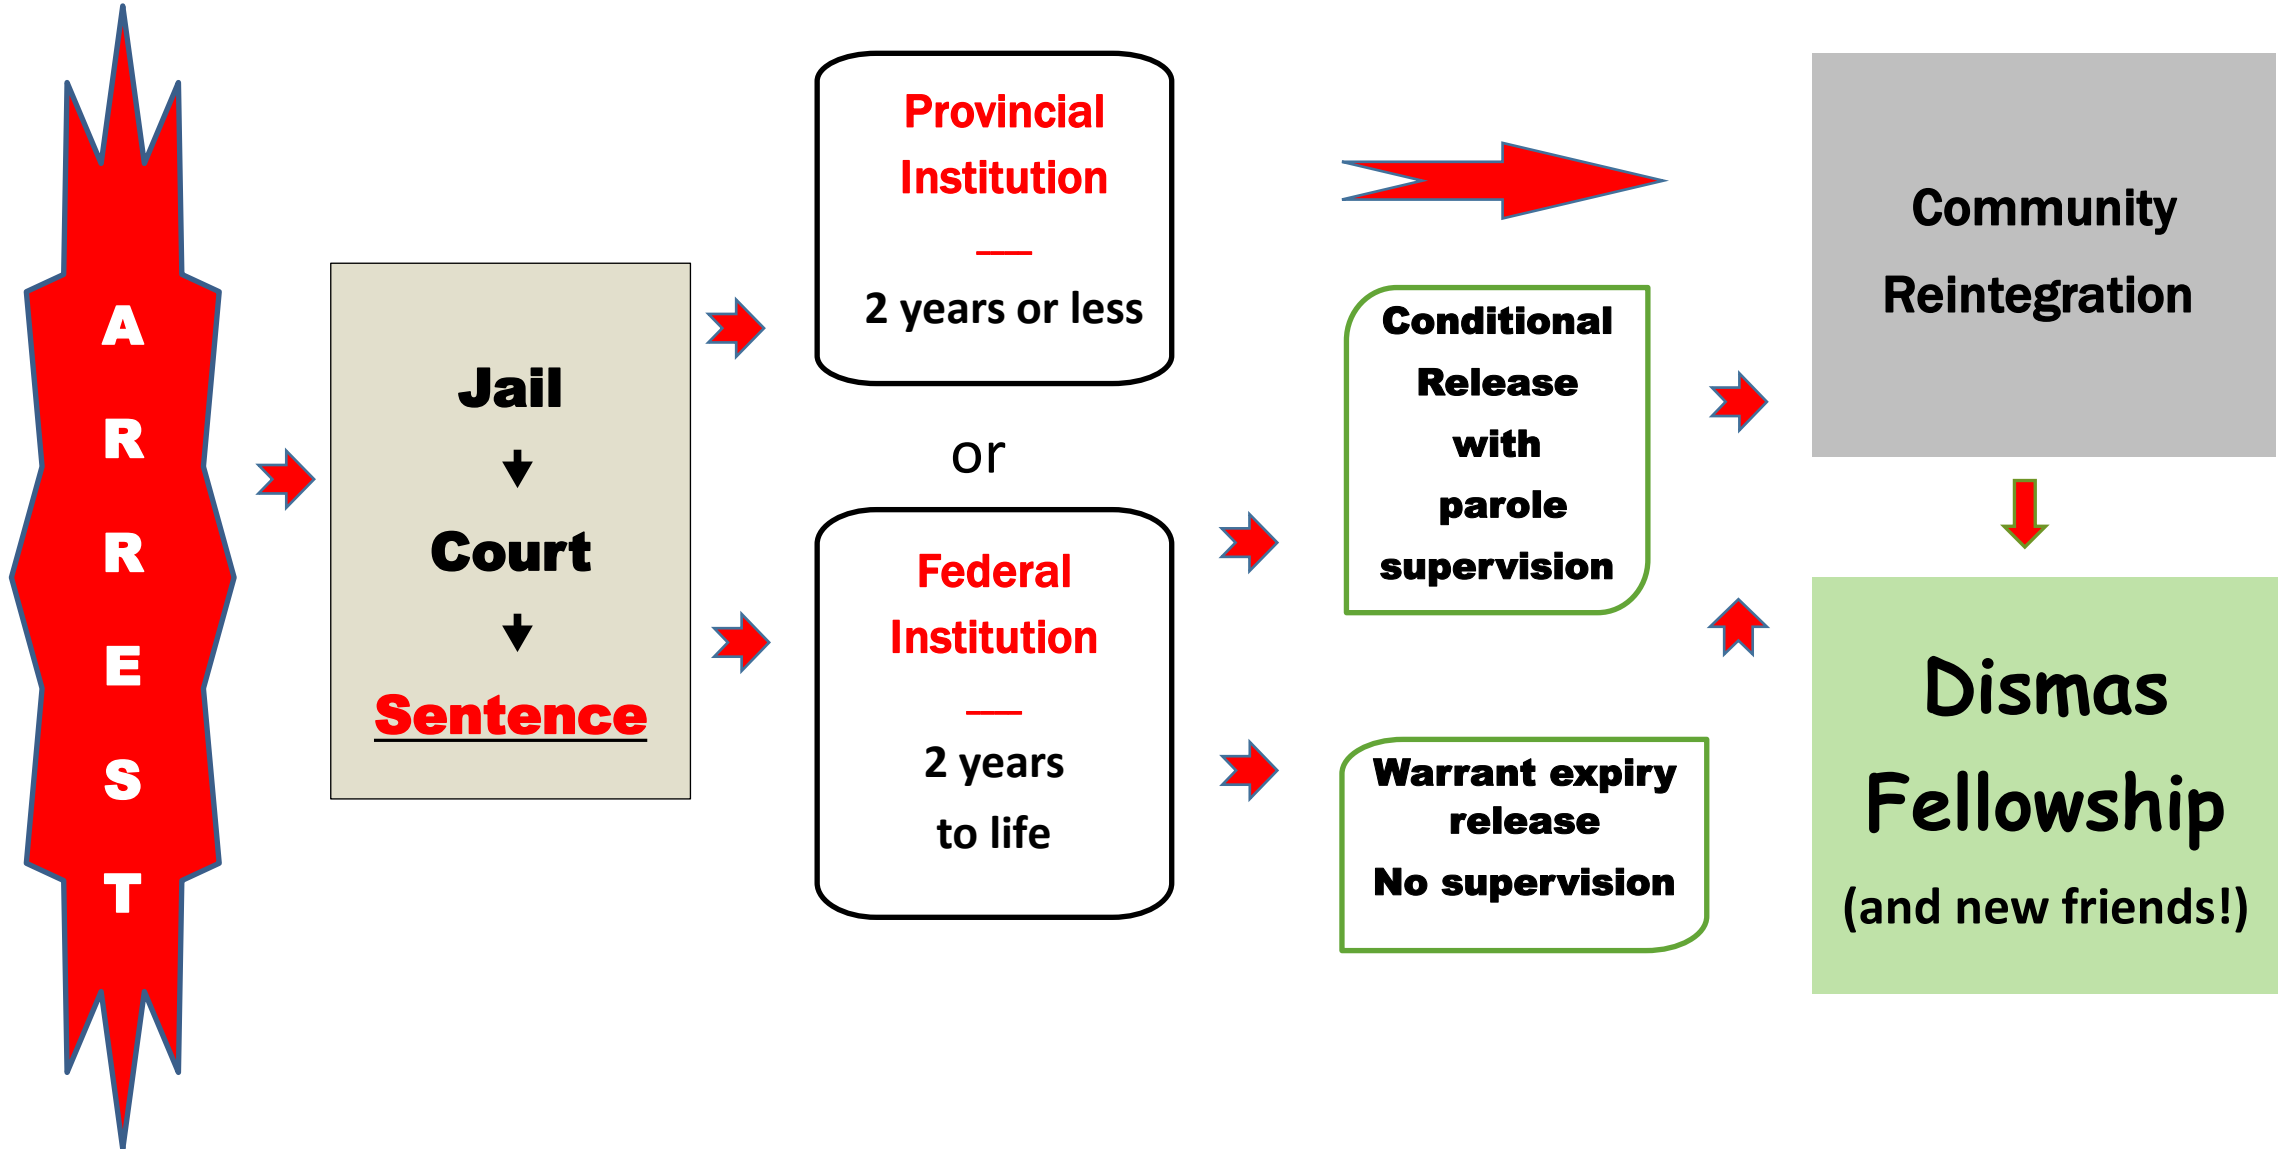 ARREST
Jail
Court
Sentence
Provincial
Institution
2 years or less
or
Federal
Institution
2 years
to life
Conditional
Release
with
parole
supervision
Warrant expiry
release
No supervision
Community
Reintegration
Dismas
Fellowship
(and new friends!)